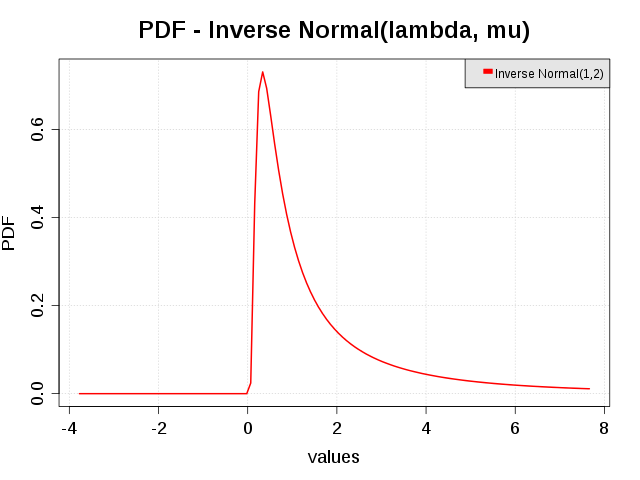 PDF - Inverse Normal(lambda, mu)
Inverse Normal(1,2)
PDF
0.6
0.4
0.2
0.0
-4 -2 0 2 4 6 8
values